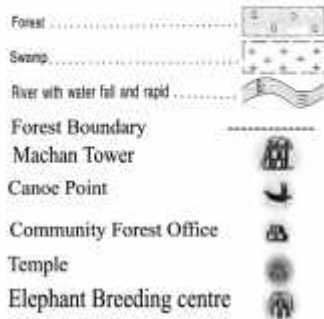 Forest
Swamp
River with water fall and rapid
Forest Boundary
Machan Tower
Canoe Point
Community Forest Office
Temple
Elephant Breeding centre